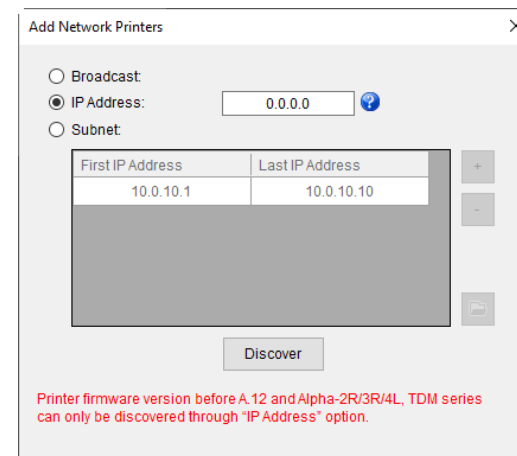 Add Network Printers
Broadcast:
IP Address: 0.0.0.0
Subnet:
First IP Address Last IP Address
10.0.10.1 10.0.10.10
+
-
Discover
Printer firmware version before A.12 and Alpha-2R/3R/4L, TDM series
can only be discovered through “IP Address” option.